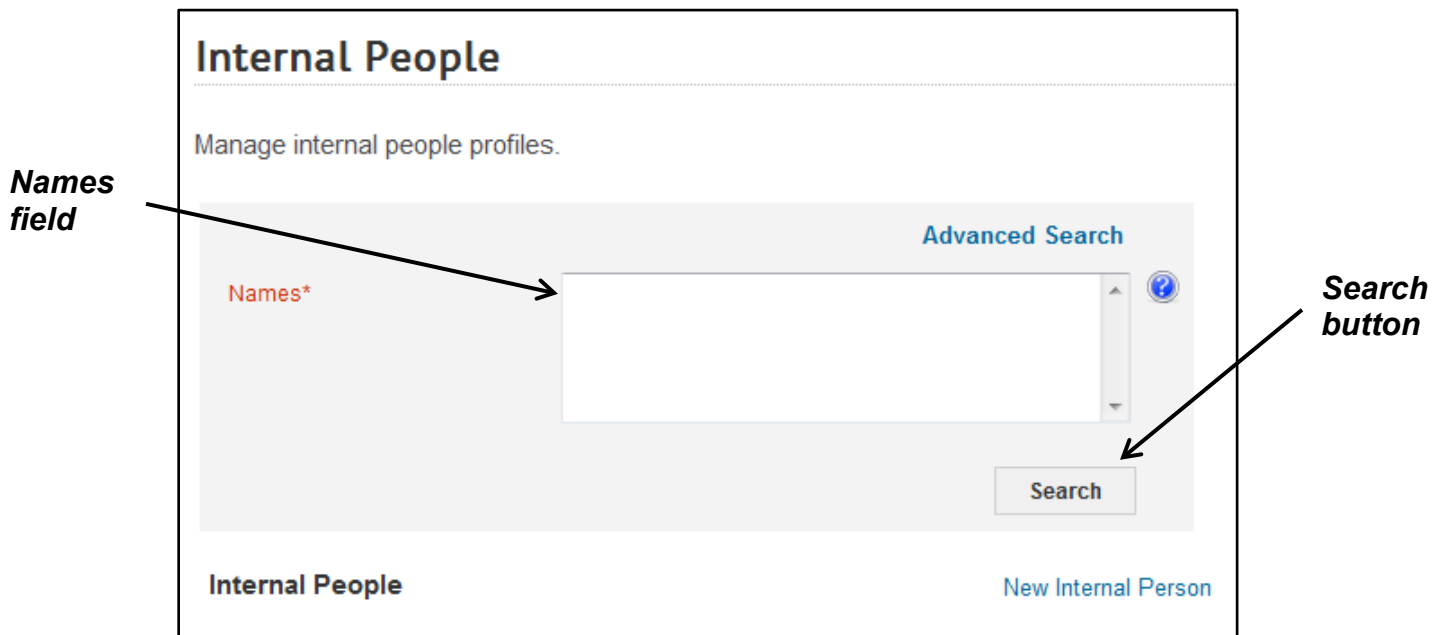 Internal People
Manage internal people profiles.
Names
field
Advanced Search
Names*
?
Search
button
Search
Internal People
New Internal Person